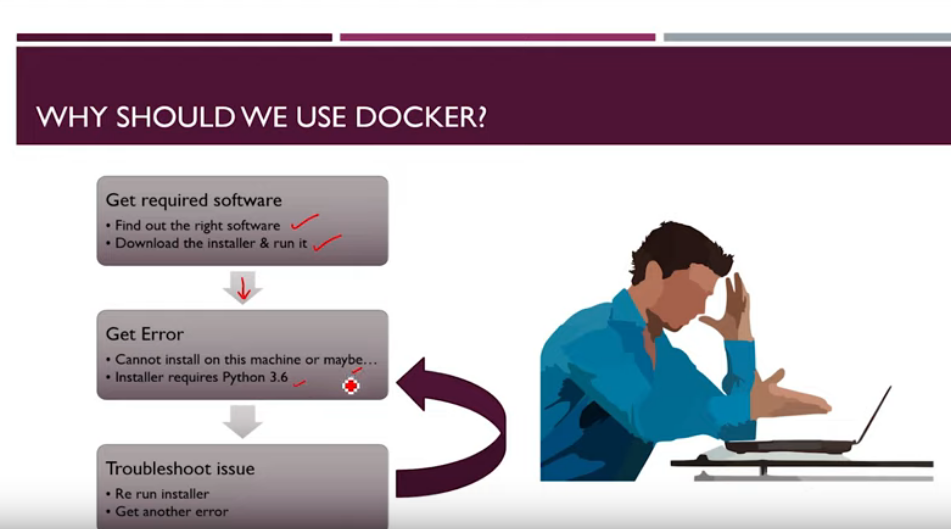 WHY SHOULD WE USE DOCKER?
Get required software
• Find out the right software
• Download the installer & run it
Get Error
• Cannot install on this machine or maybe...
• Installer requires Python 3.6
Troubleshoot issue
• Re run installer
• Get another error